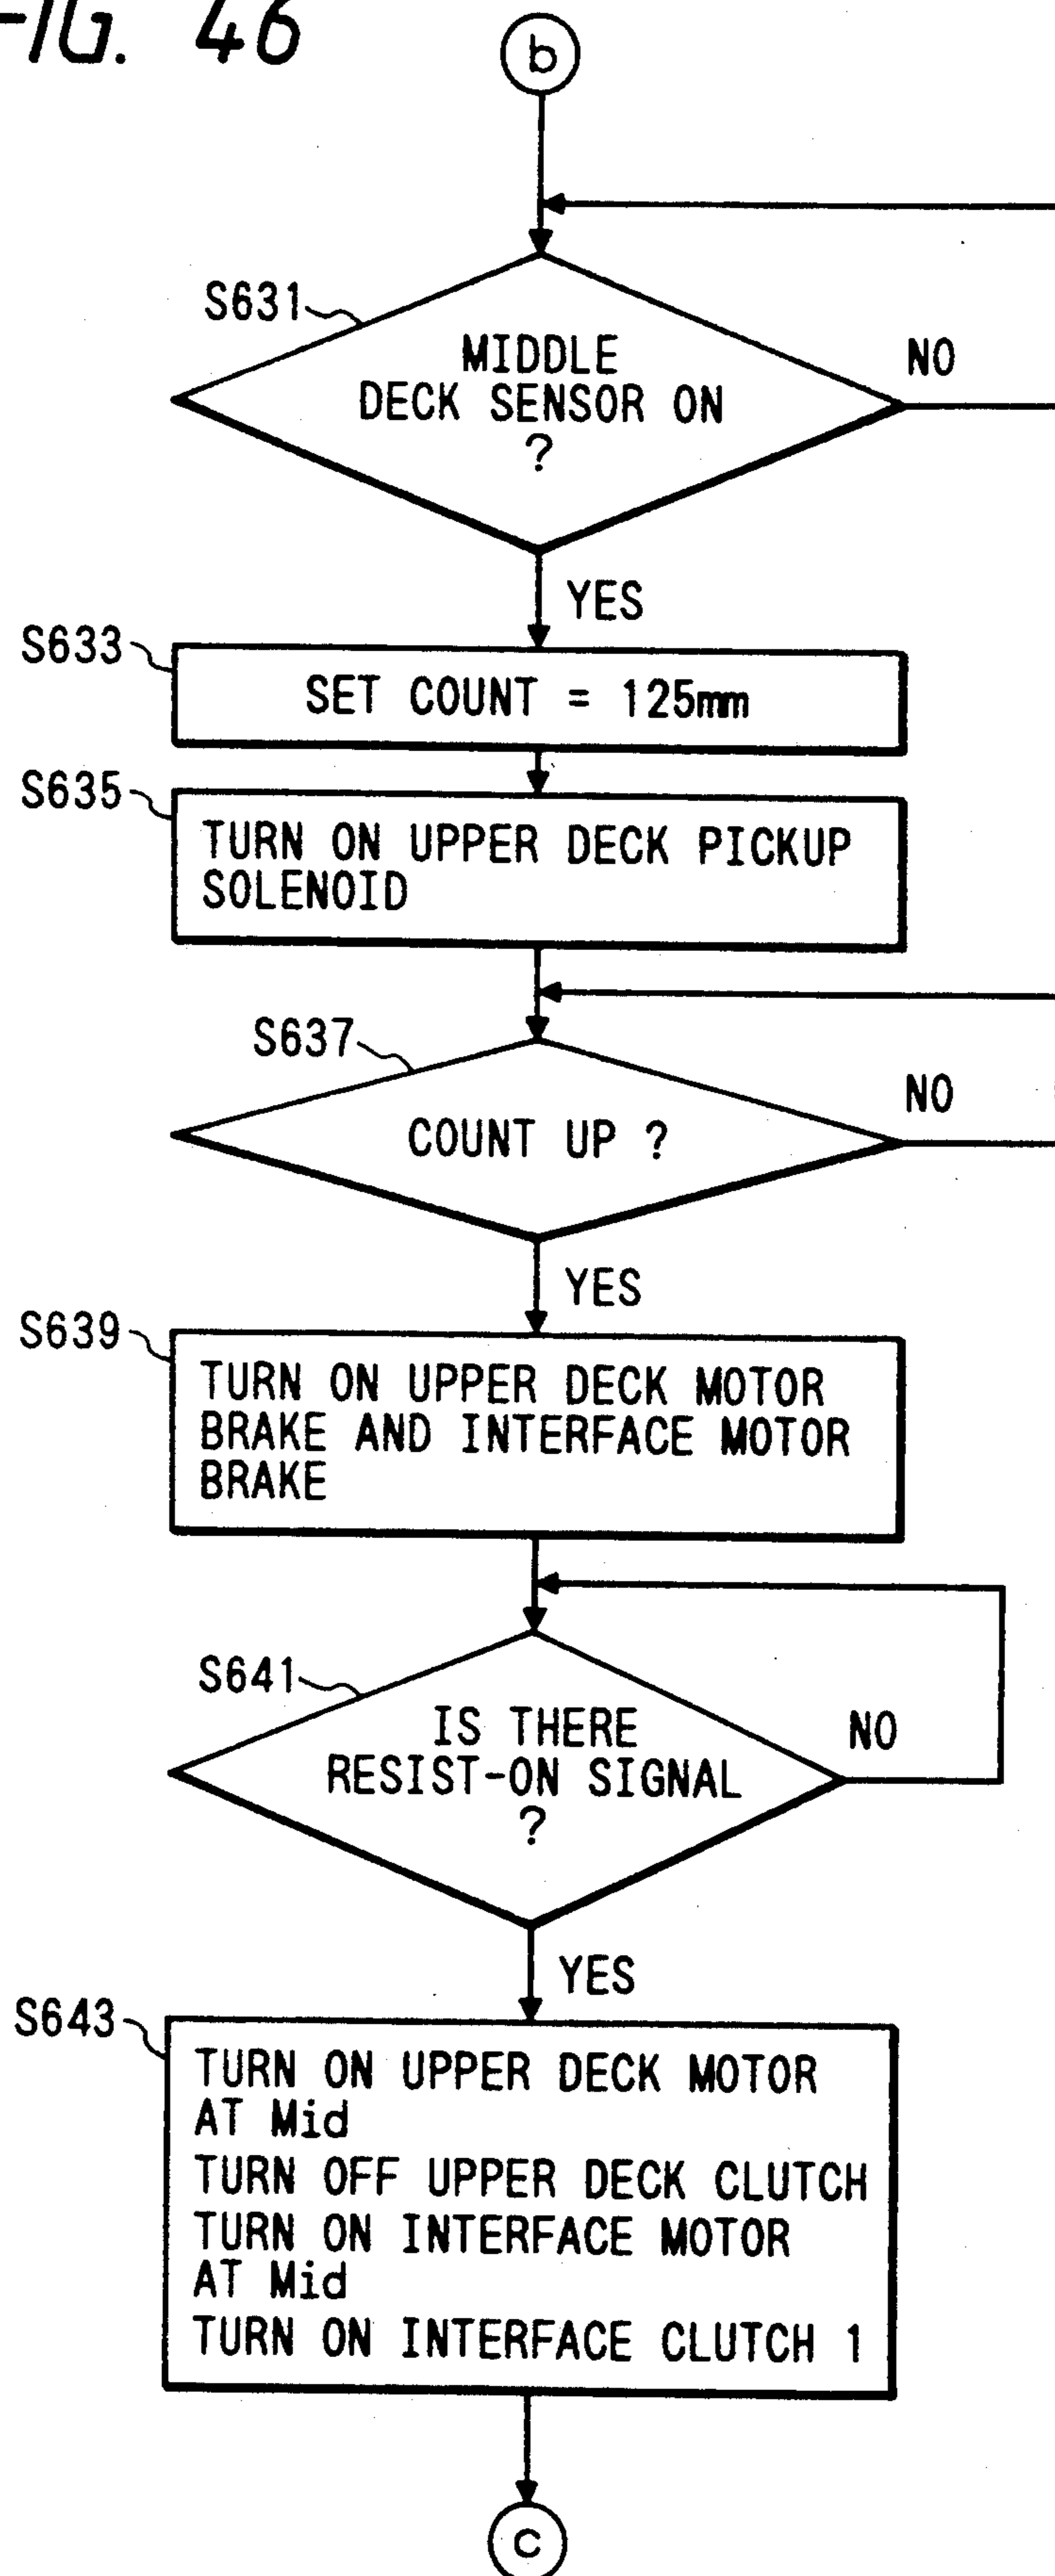 FIG. 46
b
S631
MIDDLE
DECK SENSOR ON
?
NO
YES
S633
SET COUNT = 125mm
S635
TURN ON UPPER DECK PICKUP
SOLENOID
S637
COUNT UP ?
NO
YES
S639
TURN ON UPPER DECK MOTOR
BRAKE AND INTERFACE MOTOR
BRAKE
S641
IS THERE
RESIST-ON SIGNAL
?
NO
YES
S643
TURN ON UPPER DECK MOTOR
AT Mid
TURN OFF UPPER DECK CLUTCH
TURN ON INTERFACE MOTOR
AT Mid
TURN ON INTERFACE CLUTCH 1
c